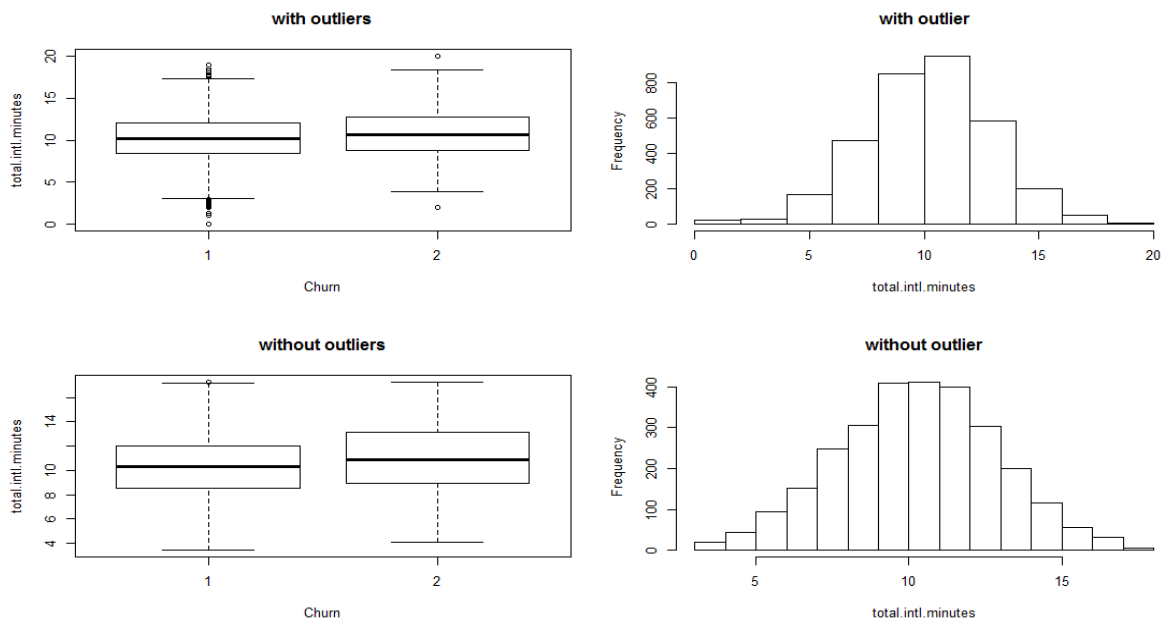 with outliers
total.intl.minutes
20
15
10
5
0
1
2
Churn
with outlier
Frequency
800
600
400
200
0
0
5
10
15
20
total.intl.minutes
without outliers
total.intl.minutes
14
10
8
6
4
1
2
Churn
without outlier
Frequency
400
300
200
100
0
5
10
15
total.intl.minutes